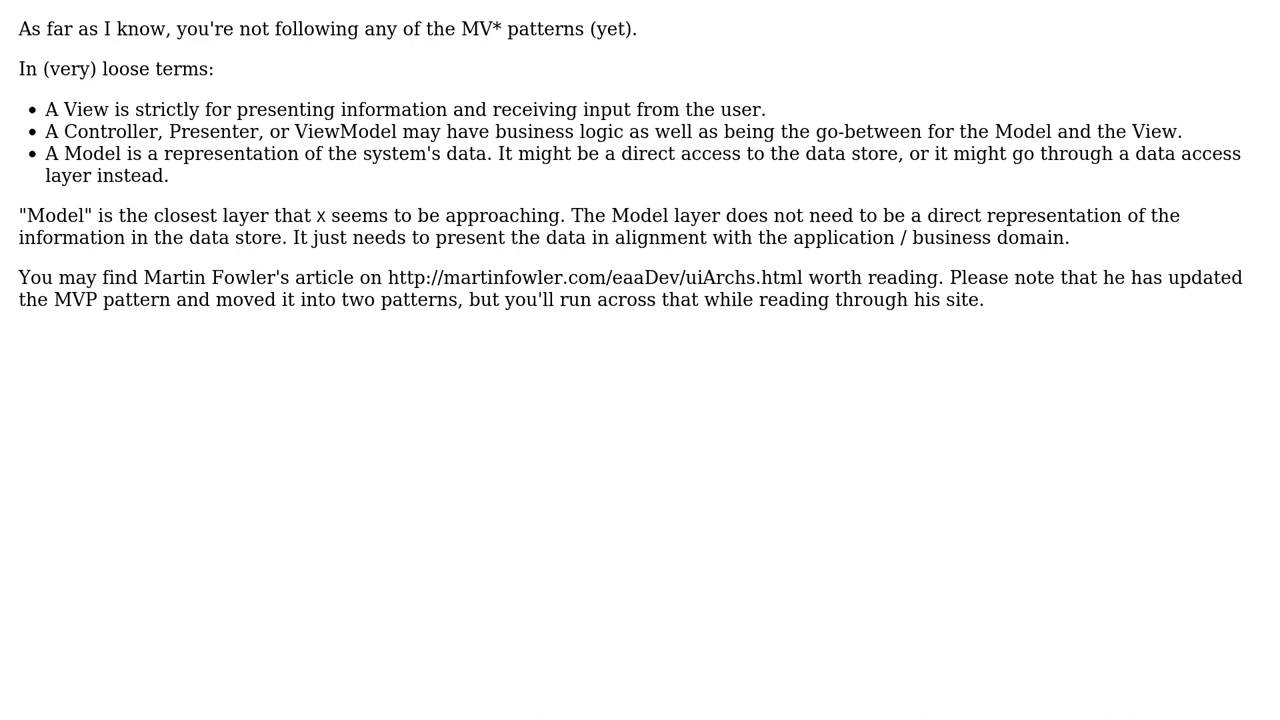 As far as I know, you're not following any of the MV* patterns (yet).
In (very) loose terms:
• A View is strictly for presenting information and receiving input from the user.
• A Controller, Presenter, or ViewModel may have business logic as well as being the go-between for the Model and the View.
• A Model is a representation of the system's data. It might be a direct access to the data store, or it might go through a data access
layer instead.
"Model" is the closest layer that X seems to be approaching. The Model layer does not need to be a direct representation of the
information in the data store. It just needs to present the data in alignment with the application / business domain.
You may find Martin Fowler's article on http://martinfowler.com/eaaDev/uiArchs.html worth reading. Please note that he has updated
the MVP pattern and moved it into two patterns, but you'll run across that while reading through his site.